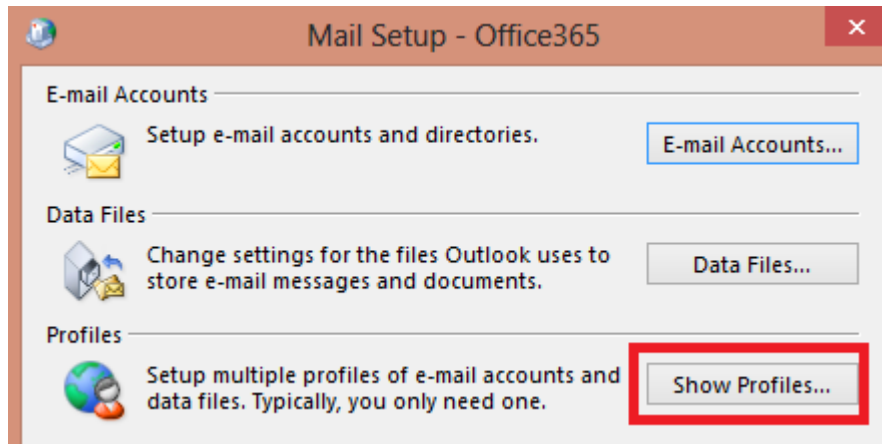 Mail Setup - Office365
E-mail Accounts
Setup e-mail accounts and directories.
E-mail Accounts...
Data Files
Change settings for the files Outlook uses to
store e-mail messages and documents.
Data Files...
Profiles
Setup multiple profiles of e-mail accounts and
data files. Typically, you only need one.
Show Profiles...